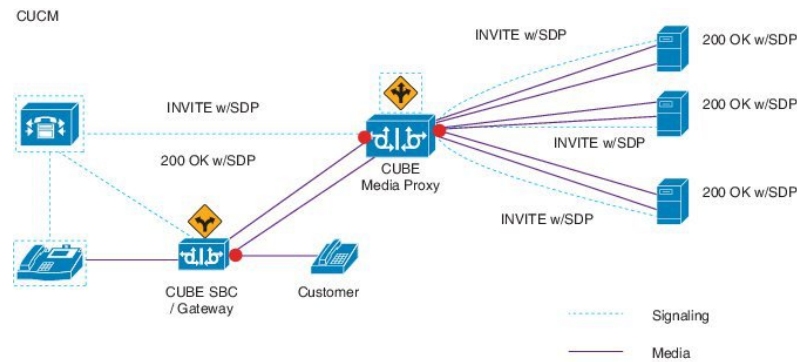 CUCM
INVITE w/SDP
200 OK w/SDP
INVITE w/SDP
200 OK w/SDP
200 OK w/SDP
INVITE w/SDP
CUBE
Media Proxy
200 OK w/SDP
INVITE w/SDP
CUBE SBC
/ Gateway
Customer
Signaling
Media